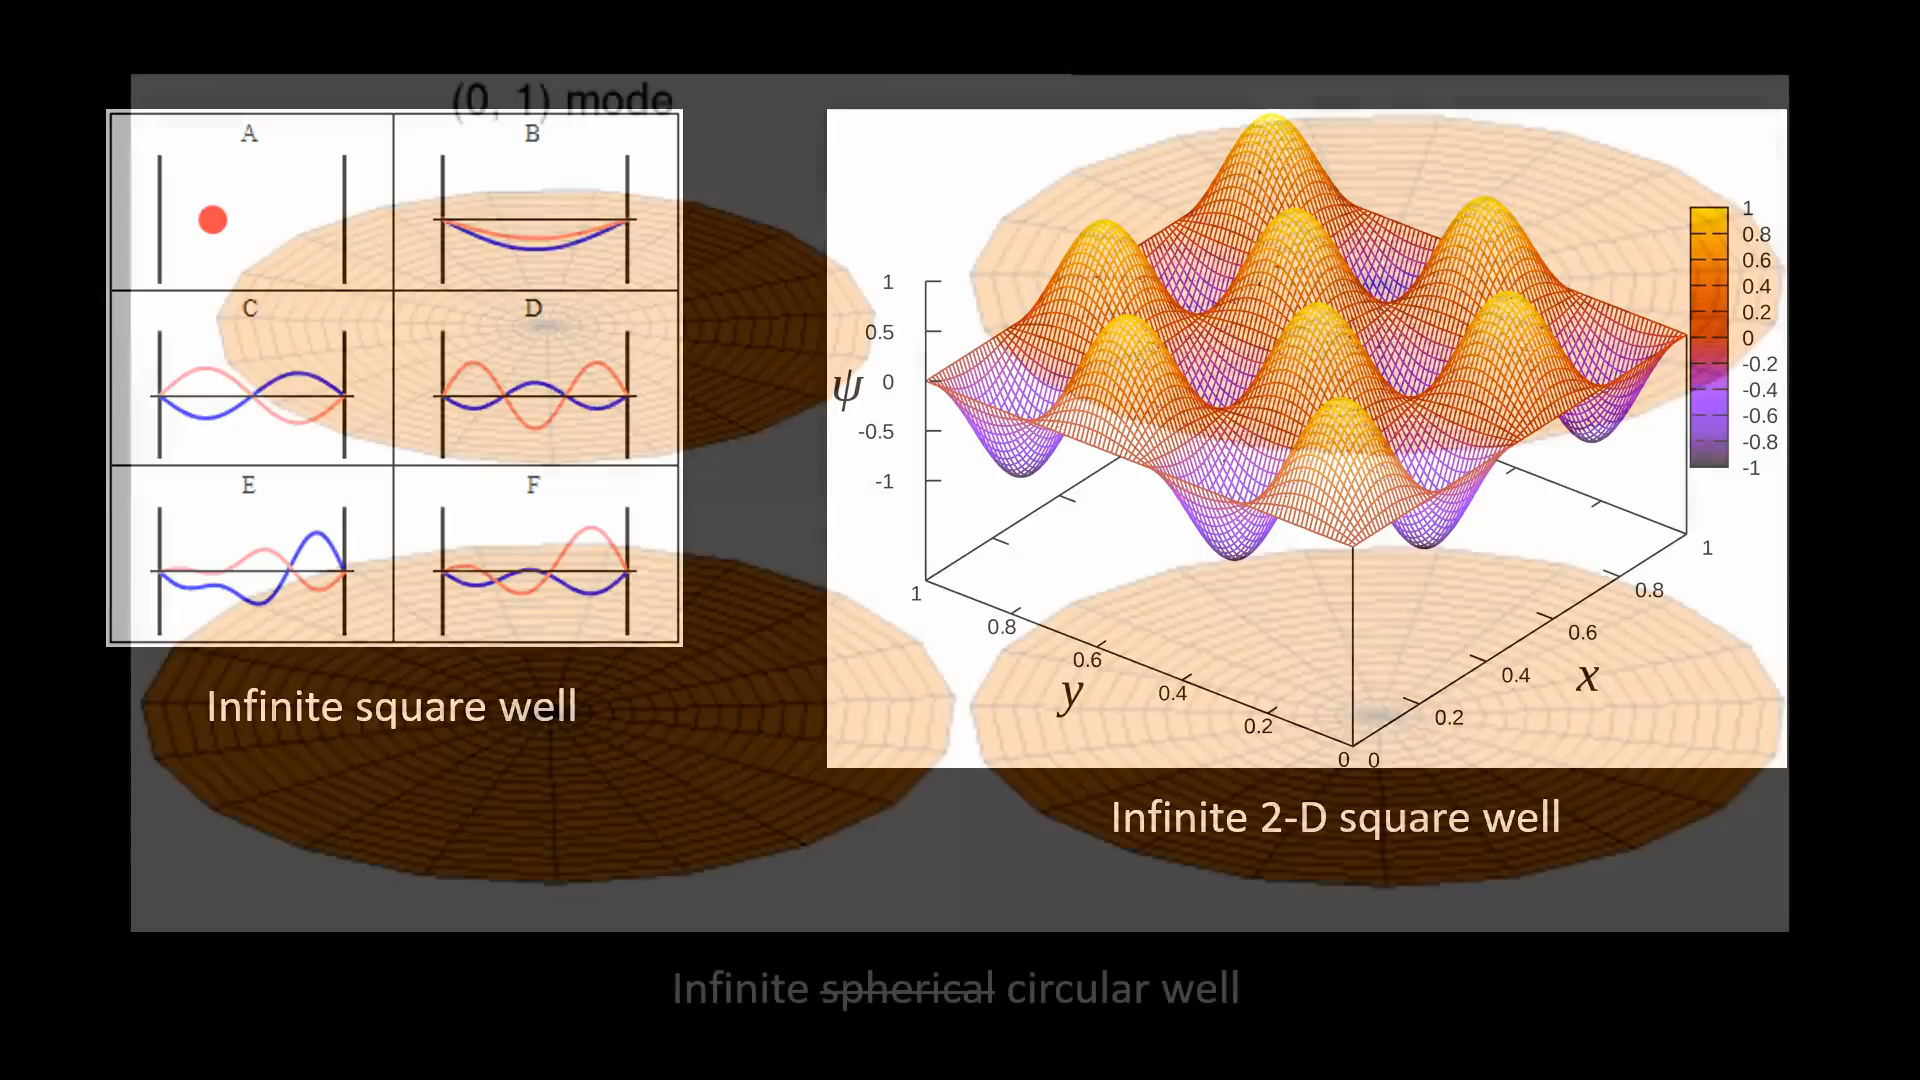 (0, 1) mode
A
B
C
D
E
F
Infinite square well
1
0.5
0
-0.5
-1
ψ
1
0.8
0.6
0.4
0.2
0
-0.2
-0.4
-0.6
-0.8
-1
1
0.8
0.6
0.4
0.2
0
y
0
0.2
0.4
0.6
0.8
1
x
Infinite 2-D square well
Infinite spherical circular well